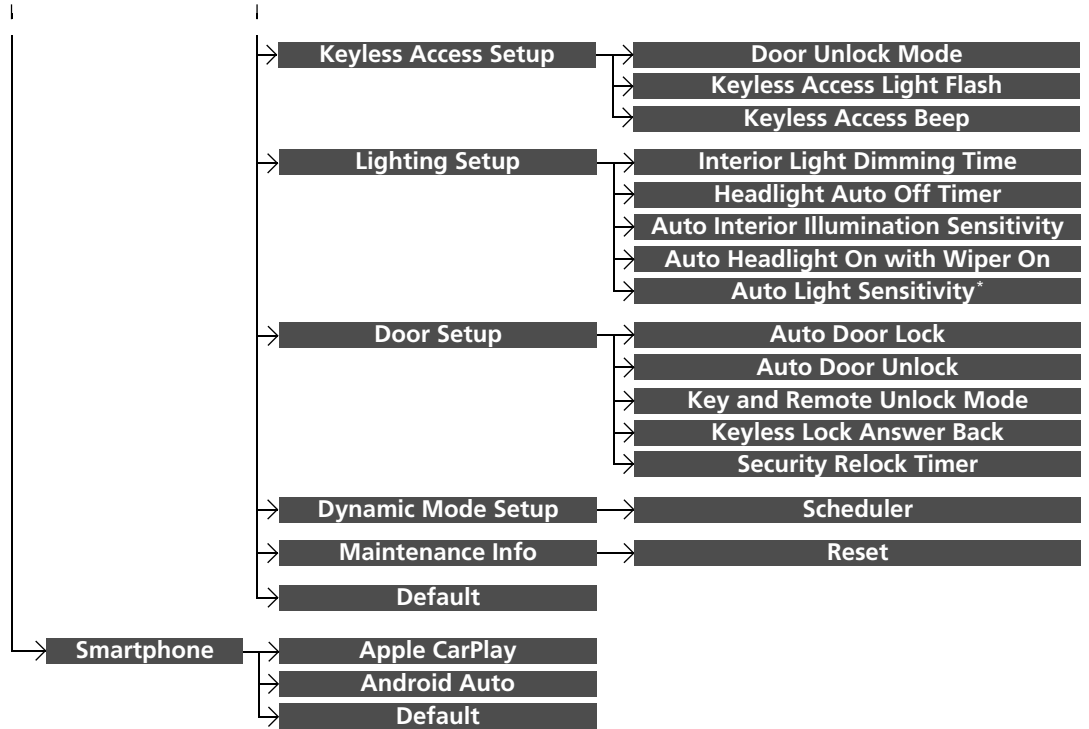 Keyless Access Setup
Door Unlock Mode
Keyless Access Light Flash
Keyless Access Beep
Lighting Setup
Interior Light Dimming Time
Headlight Auto Off Timer
Auto Interior Illumination Sensitivity
Auto Headlight On with Wiper On
Auto Light Sensitivity*
Door Setup
Auto Door Lock
Auto Door Unlock
Key and Remote Unlock Mode
Keyless Lock Answer Back
Security Relock Timer
Dynamic Mode Setup
Scheduler
Maintenance Info
Reset
Default
Smartphone
Apple CarPlay
Android Auto
Default